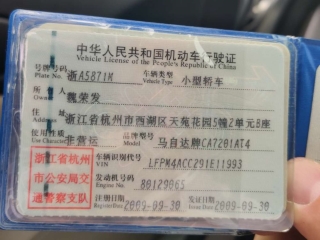 中华人民共和国机动车行驶证
Vehicle License of the People's Republic of China
号牌号码 浙A5871K 车辆类型 小型轿车
Plate No. Vehicle Type
所有人 魏荣发
Owner
住址 浙江省杭州市西湖区天苑花园5幢2单元8座
Address
使用性质 非营运 品牌型号 马自达牌CA7201AT4
Use Character Model
浙江省杭州
市公安局交
通警察支队
车辆识别代号 LFPM4ACC291E11993
VIN
发动机号码 80129065
Engine No.
注册日期 2009-09-30 发证日期 2009-09-30
Register Date Issue Date